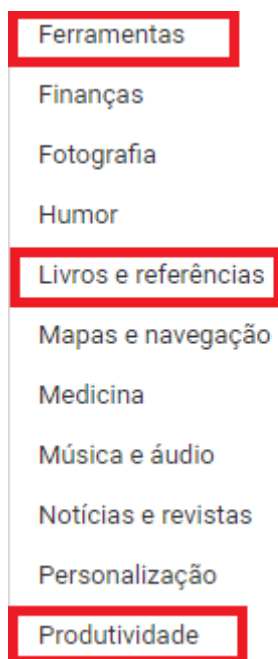 Ferramentas
Finanças
Fotografia
Humor
Livros e referências
Mapas e navegação
Medicina
Música e áudio
Notícias e revistas
Personalização
Produtividade